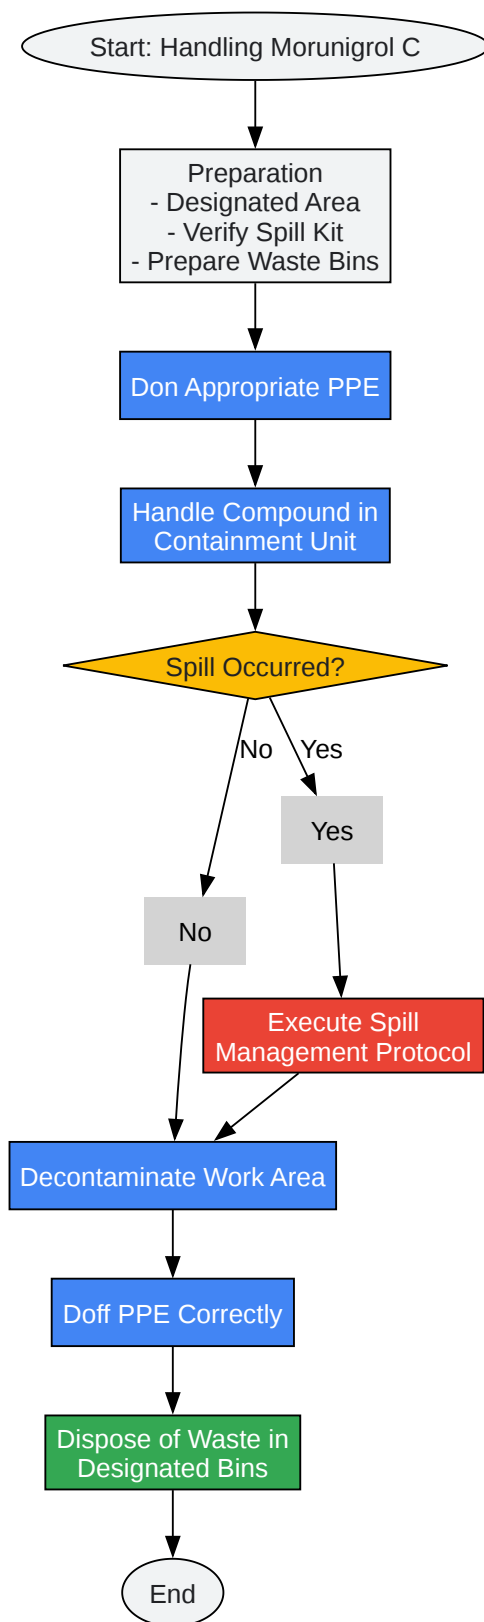 Start: Handling Morunigrol C
Preparation
- Designated Area
- Verify Spill Kit
- Prepare Waste Bins
Don Appropriate PPE
Handle Compound in
Containment Unit
Spill Occurred?
No
Yes
Yes
No
Execute Spill
Management Protocol
Decontaminate Work Area
Doff PPE Correctly
Dispose of Waste in
Designated Bins
End